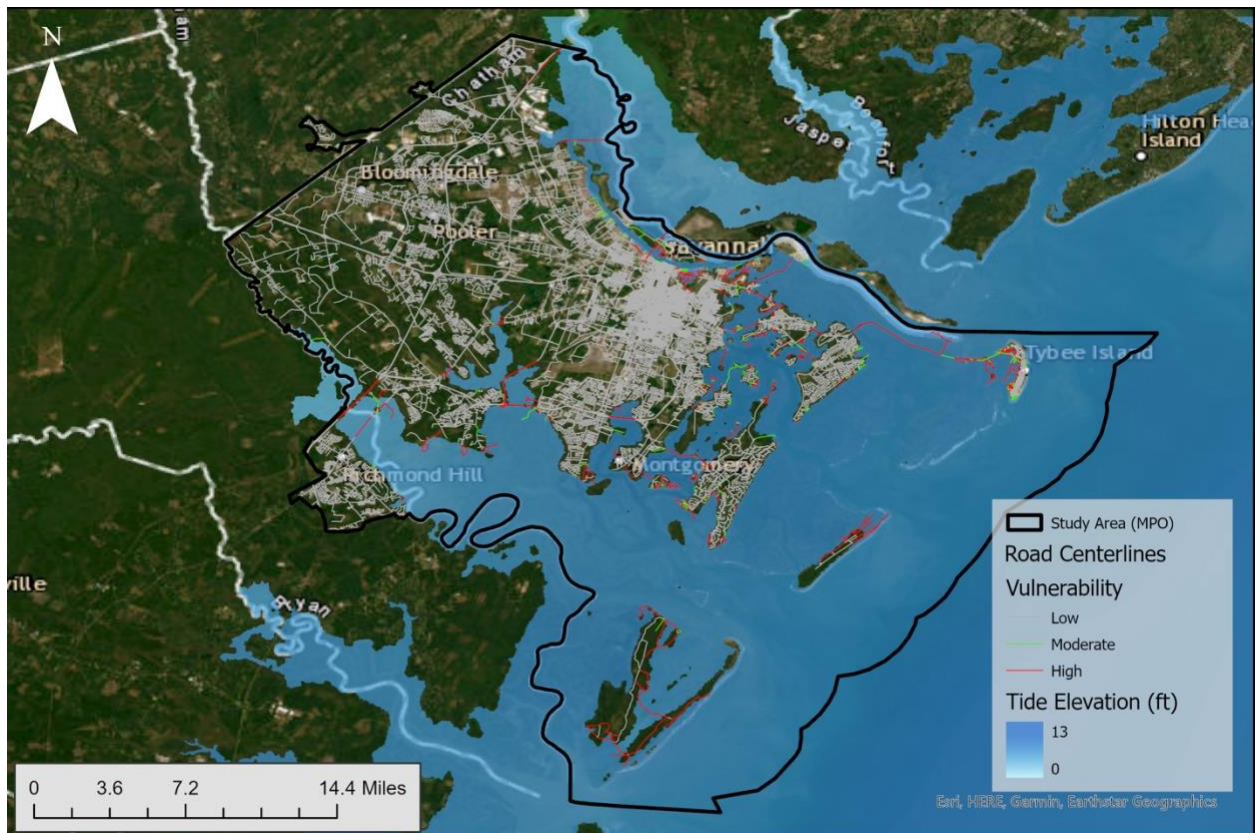 N
am
Chatham
Bloomingdale
Pooler
Beaufort
Jasper
Hilton Hea
Island
Savannah
Tybee Island
Montgomery
Richmond Hill
ville
Bryan
Study Area (MPO)
Road Centerlines
Vulnerability
Low
Moderate
High
Tide Elevation (ft)
13
0
0 3.6 7.2 14.4 Miles
Esri, HERE, Garmin, Earthstar Geographics